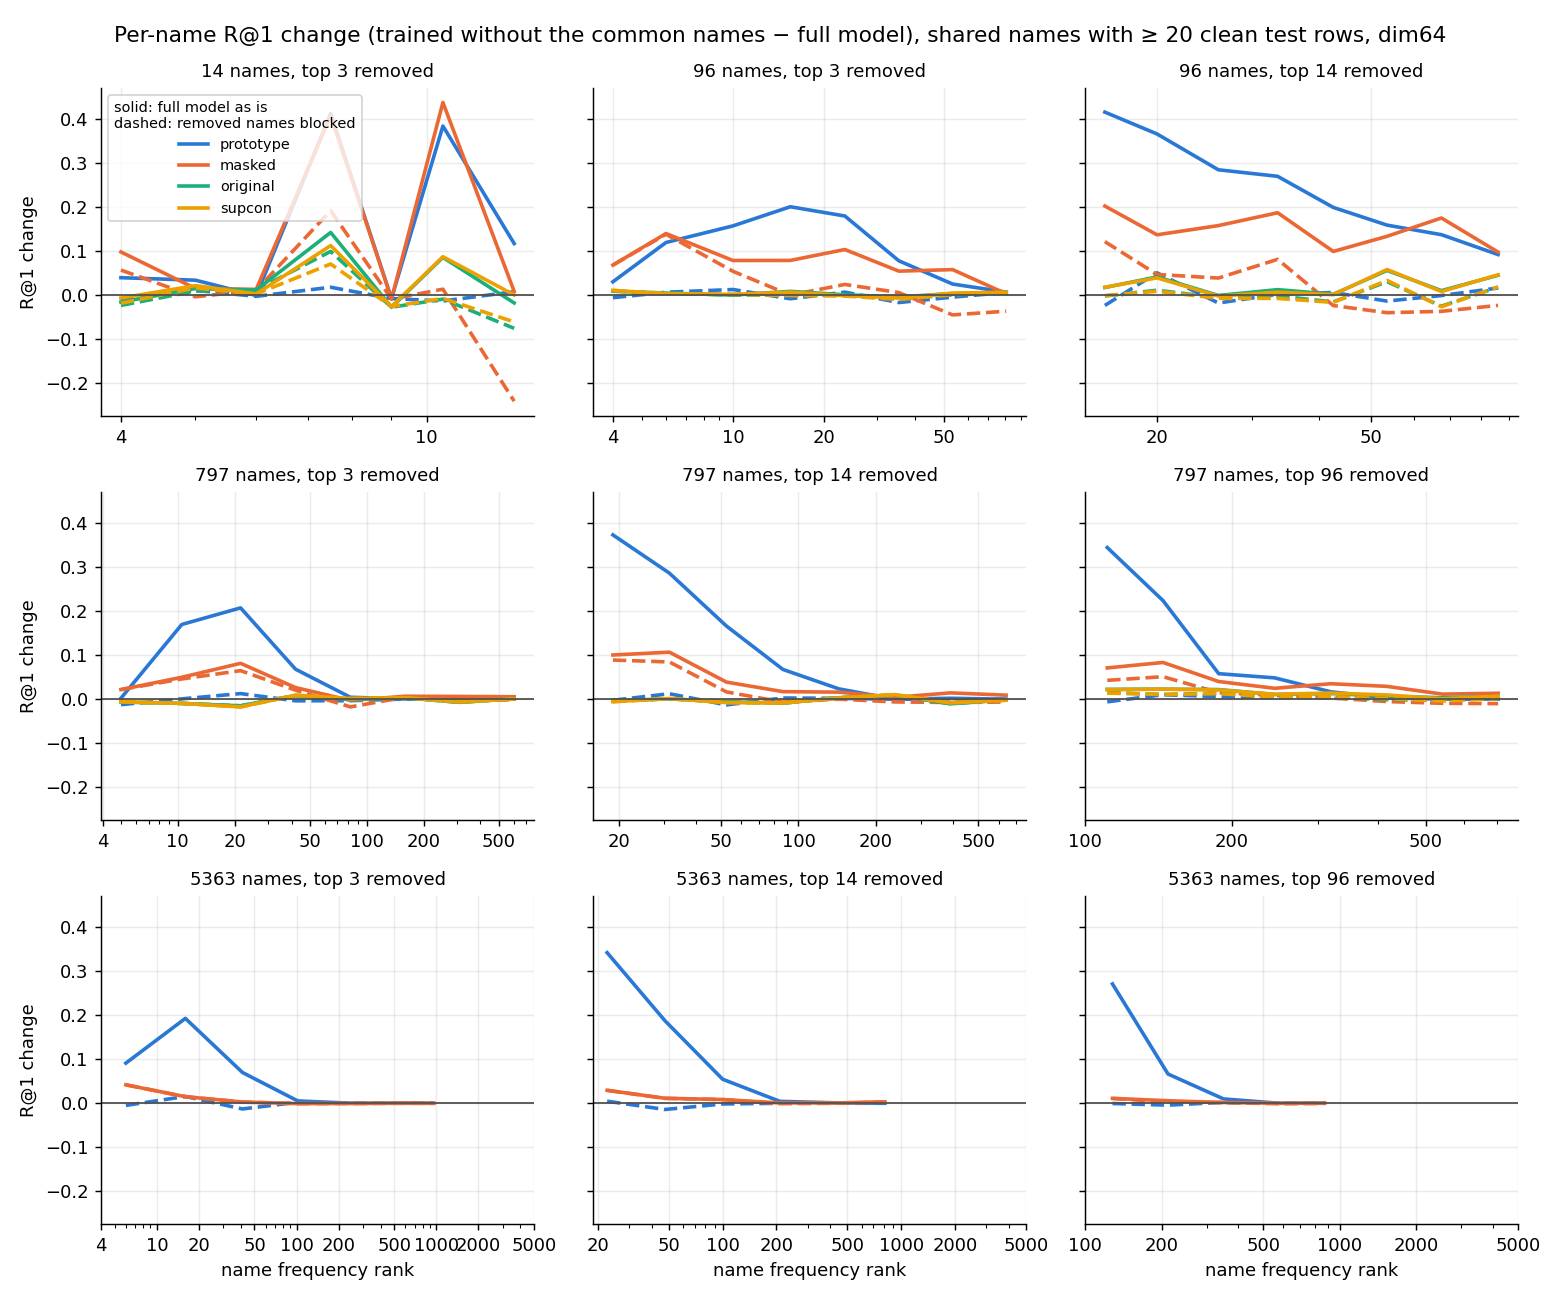 Per-name R@1 change (trained without the common names − full model), shared names with ≥ 20 clean test rows, dim64
14 names, top 3 removed
96 names, top 3 removed
96 names, top 14 removed
solid: full model as is
dashed: removed names blocked
prototype
masked
original
supcon
R@1 change
0.4
0.3
0.2
0.1
0.0
−0.1
−0.2
4 10
4 10 20 50
20 50
797 names, top 3 removed
797 names, top 14 removed
797 names, top 96 removed
R@1 change
0.4
0.3
0.2
0.1
0.0
−0.1
−0.2
4 10 20 50 100 200 500
20 50 100 200 500
100 200 500
5363 names, top 3 removed
5363 names, top 14 removed
5363 names, top 96 removed
R@1 change
0.4
0.3
0.2
0.1
0.0
−0.1
−0.2
4 10 20 50 100 200 500 1000 2000 5000
20 50 100 200 500 1000 2000 5000
100 200 500 1000 2000 5000
name frequency rank
name frequency rank
name frequency rank